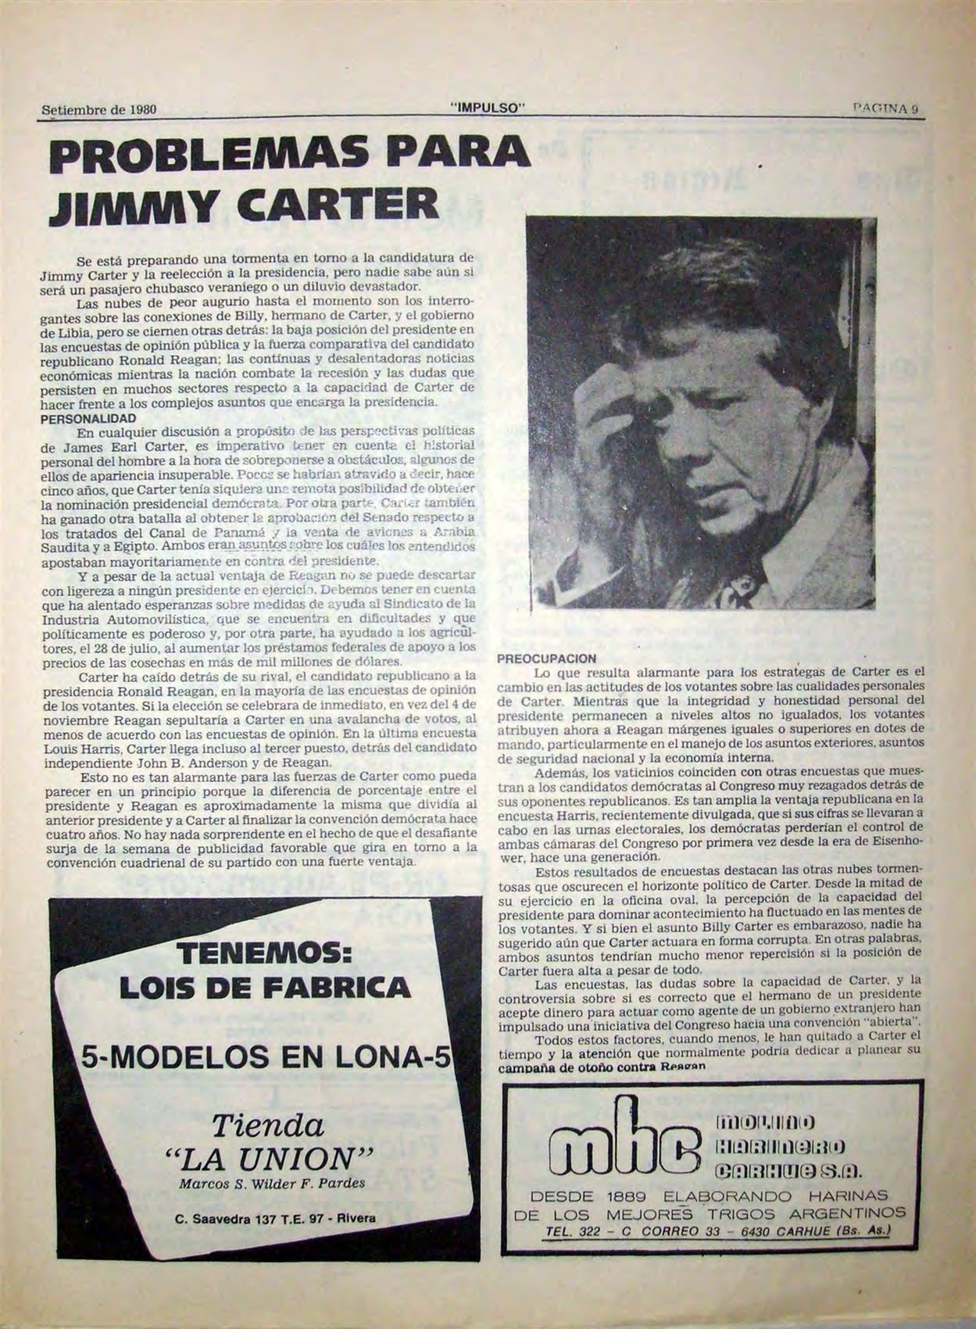 Setiembre de 1980
"IMPULSO"
PAGINA 9
PROBLEMAS PARA
JIMMY CARTER
Se está preparando una tormenta en torno a la candidatura de
Jimmy Carter y la reelección a la presidencia, pero nadie sabe aún si
será un pasajero chubasco veraniego o un diluvio devastador.
Las nubes de peor augurio hasta el momento son los interro-
gantes sobre las conexiones de Billy, hermano de Carter, y el gobierno
de Libia, pero se ciernen otras detrás: la baja posición del presidente en
las encuestas de opinión pública y la fuerza comparativa del candidato
republicano Ronald Reagan; las contínuas y desalentadoras noticias
económicas mientras la nación combate la recesión y las dudas que
persisten en muchos sectores respecto a la capacidad de Carter de
hacer frente a los complejos asuntos que encarga la presidencia.
PERSONALIDAD
En cualquier discusión a propósito de las perspectivas políticas
de James Earl Carter, es imperativo tener en cuenta el historial
personal del hombre a la hora de sobreponerse a obstáculos, algunos de
ellos de apariencia insuperable. Pocos se habrían atravido a decir, hace
cinco años, que Carter tenía siquiera una remota posibilidad de obtener
la nominación presidencial demócrata. Por otra parte, Carter también
ha ganado otra batalla al obtener la aprobación del Senado respecto a
los tratados del Canal de Panamá y la venta de aviones a Arabia
Saudita y a Egipto. Ambos eran asuntos sobre los cuáles los entendidos
apostaban mayoritariamente en contra del presidente.
Y a pesar de la actual ventaja de Reagan no se puede descartar
con ligereza a ningún presidente en ejercicio. Debemos tener en cuenta
que ha alentado esperanzas sobre medidas de ayuda al Sindicato de la
Industria Automovilística, que se encuentra en dificultades y que
políticamente es poderoso y, por otra parte, ha ayudado a los agricul-
tores, el 28 de julio, al aumentar los préstamos federales de apoyo a los
precios de las cosechas en más de mil millones de dólares.
Carter ha caído detrás de su rival, el candidato republicano a la
presidencia Ronald Reagan, en la mayoría de las encuestas de opinión
de los votantes. Si la elección se celebrara de inmediato, en vez del 4 de
noviembre Reagan sepultaría a Carter en una avalancha de votos, al
menos de acuerdo con las encuestas de opinión. En la última encuesta
Louis Harris, Carter llega incluso al tercer puesto, detrás del candidato
independiente John B. Anderson y de Reagan.
Esto no es tan alarmante para las fuerzas de Carter como pueda
parecer en un principio porque la diferencia de porcentaje entre el
presidente y Reagan es aproximadamente la misma que dividía al
anterior presidente y a Carter al finalizar la convención demócrata hace
cuatro años. No hay nada sorprendente en el hecho de que el desafiante
surja de la semana de publicidad favorable que gira en torno a la
convención cuadrienal de su partido con una fuerte ventaja.
PREOCUPACION
Lo que resulta alarmante para los estrategas de Carter es el
cambio en las actitudes de los votantes sobre las cualidades personales
de Carter. Mientras que la integridad y honestidad personal del
presidente permanecen a niveles altos no igualados, los votantes
atribuyen ahora a Reagan márgenes iguales o superiores en dotes de
mando, particularmente en el manejo de los asuntos exteriores, asuntos
de seguridad nacional y la economía interna.
Además, los vaticinios coinciden con otras encuestas que mues-
tran a los candidatos demócratas al Congreso muy rezagados detrás de
sus oponentes republicanos. Es tan amplia la ventaja republicana en la
encuesta Harris, recientemente divulgada, que si sus cifras se llevaran a
cabo en las urnas electorales, los demócratas perderían el control de
ambas cámaras del Congreso por primera vez desde la era de Eisenho-
wer, hace una generación.
Estos resultados de encuestas destacan las otras nubes tormen-
tosas que oscurecen el horizonte político de Carter. Desde la mitad de
su ejercicio en la oficina oval, la percepción de la capacidad del
presidente para dominar acontecimiento ha fluctuado en las mentes de
los votantes. Y si bien el asunto Billy Carter es embarazoso, nadie ha
sugerido aún que Carter actuara en forma corrupta. En otras palabras,
ambos asuntos tendrían mucho menor repercisión si la posición de
Carter fuera alta a pesar de todo.
Las encuestas, las dudas sobre la capacidad de Carter, y la
controversia sobre si es correcto que el hermano de un presidente
acepte dinero para actuar como agente de un gobierno extranjero han
impulsado una iniciativa del Congreso hacia una convención "abierta".
Todos estos factores, cuando menos, le han quitado a Carter el
tiempo y la atención que normalmente podría dedicar a planear su
campaña de otoño contra Reagan
TENEMOS:
LOIS DE FABRICA
5-MODELOS EN LONA-5
Tienda
"LA UNION"
Marcos S. Wilder F. Pardes
C. Saavedra 137 T.E. 97 - Rivera
mhc
MOLINO
HARINERO
CARHUE S.A.
DESDE 1889 ELABORANDO HARINAS
DE LOS MEJORES TRIGOS ARGENTINOS
TEL. 322 - C CORREO 33 - 6430 CARHUE (Bs. As.)